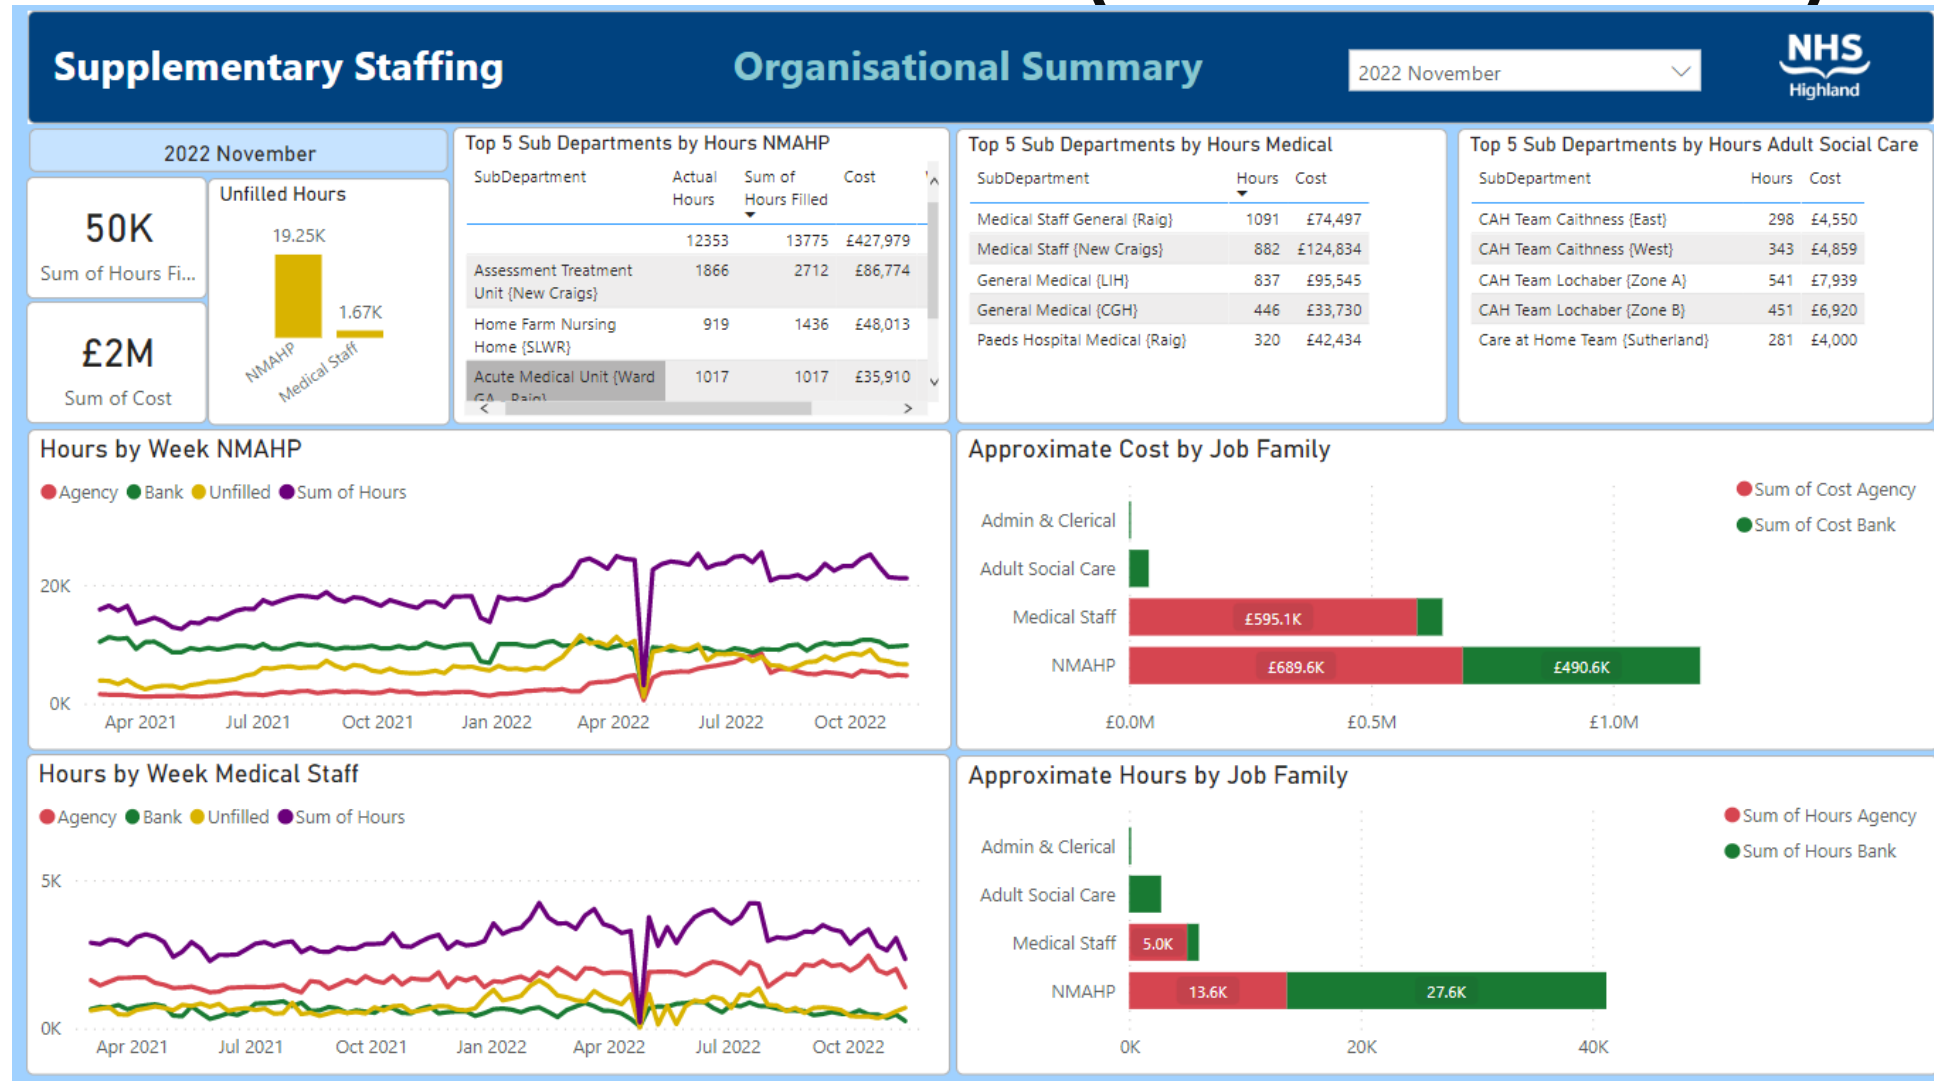 Supplementary Staffing
Organisational Summary
2022 November
NHS
Highland
2022 November
50K
Sum of Hours Fi...
£2M
Sum of Cost
Unfilled Hours
19.25K
1.67K
NMAHP
Medical Staff
Top 5 Sub Departments by Hours NMAHP
SubDepartment Actual Hours Sum of Hours Filled Cost
12353 13775 £427,979
Assessment Treatment 1866 2712 £86,774
Unit {New Craigs}
Home Farm Nursing 919 1436 £48,013
Home {SLWR}
Acute Medical Unit (Ward 1017 1017 £35,910
Top 5 Sub Departments by Hours Medical
SubDepartment Hours Cost
Medical Staff General {Raig} 1091 £74,497
Medical Staff {New Craigs} 882 £124,834
General Medical {LIH} 837 £95,545
General Medical {CGH} 446 £33,730
Paeds Hospital Medical {Raig} 320 £42,434
Top 5 Sub Departments by Hours Adult Social Care
SubDepartment Hours Cost
CAH Team Caithness {East} 298 £4,550
CAH Team Caithness {West} 343 £4,859
CAH Team Lochaber {Zone A} 541 £7,939
CAH Team Lochaber {Zone B} 451 £6,920
Care at Home Team {Sutherland} 281 £4,000
Hours by Week NMAHP
Agency Bank Unfilled Sum of Hours
20K
0K
Apr 2021 Jul 2021 Oct 2021 Jan 2022 Apr 2022 Jul 2022 Oct 2022
Approximate Cost by Job Family
Sum of Cost Agency
Sum of Cost Bank
Admin & Clerical
Adult Social Care
Medical Staff £595.1K
NMAHP £689.6K £490.6K
£0.0M £0.5M £1.0M
Hours by Week Medical Staff
Agency Bank Unfilled Sum of Hours
5K
0K
Apr 2021 Jul 2021 Oct 2021 Jan 2022 Apr 2022 Jul 2022 Oct 2022
Approximate Hours by Job Family
Sum of Hours Agency
Sum of Hours Bank
Admin & Clerical
Adult Social Care
Medical Staff 5.0K
NMAHP 13.6K 27.6K
0K 20K 40K